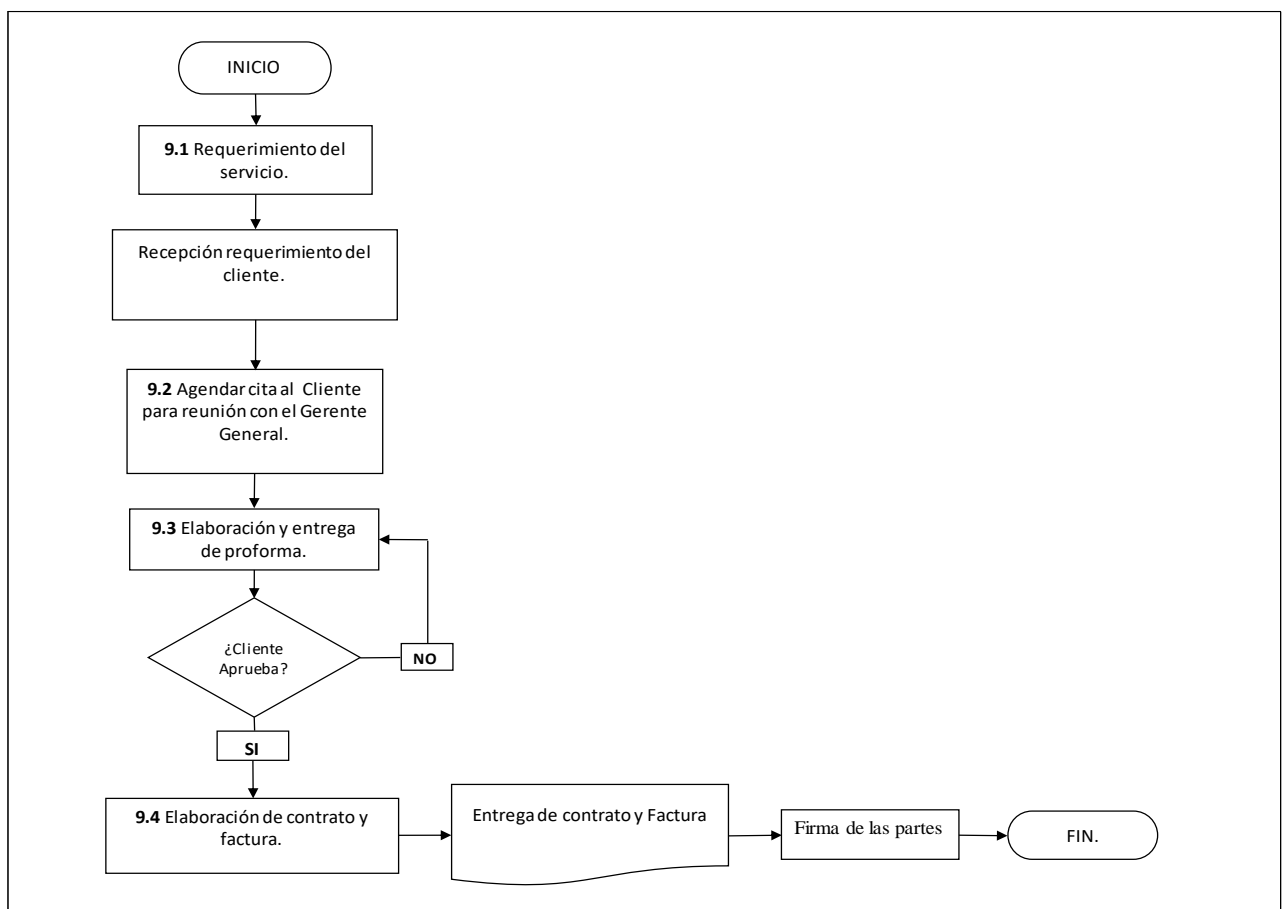 INICIO
9.1 Requerimiento del
servicio.
Recepción requerimiento del
cliente.
9.2 Agendar cita al Cliente
para reunión con el Gerente
General.
9.3 Elaboración y entrega
de proforma.
¿Cliente
Aprueba?
NO
SI
9.4 Elaboración de contrato y
factura.
Entrega de contrato y Factura
Firma de las partes
FIN.